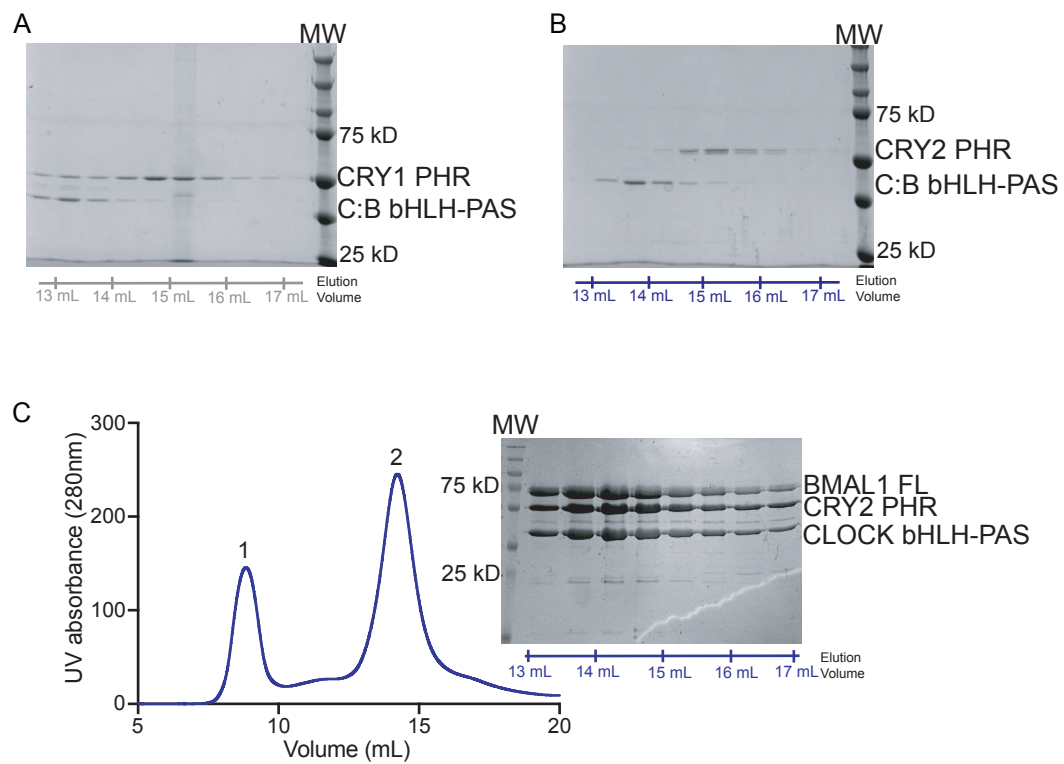 A
MW
75 kD
CRY1 PHR
C:B bHLH-PAS
25 kD
13 mL 14 mL 15 mL 16 mL 17 mL
Elution
Volume
B
MW
75 kD
CRY2 PHR
C:B bHLH-PAS
25 kD
13 mL 14 mL 15 mL 16 mL 17 mL
Elution
Volume
C
UV absorbance (280nm)
300
200
100
0
5 10 15 20
Volume (mL)
1
2
MW
75 kD
25 kD
BMAL1 FL
CRY2 PHR
CLOCK bHLH-PAS
13 mL 14 mL 15 mL 16 mL 17 mL
Elution
Volume